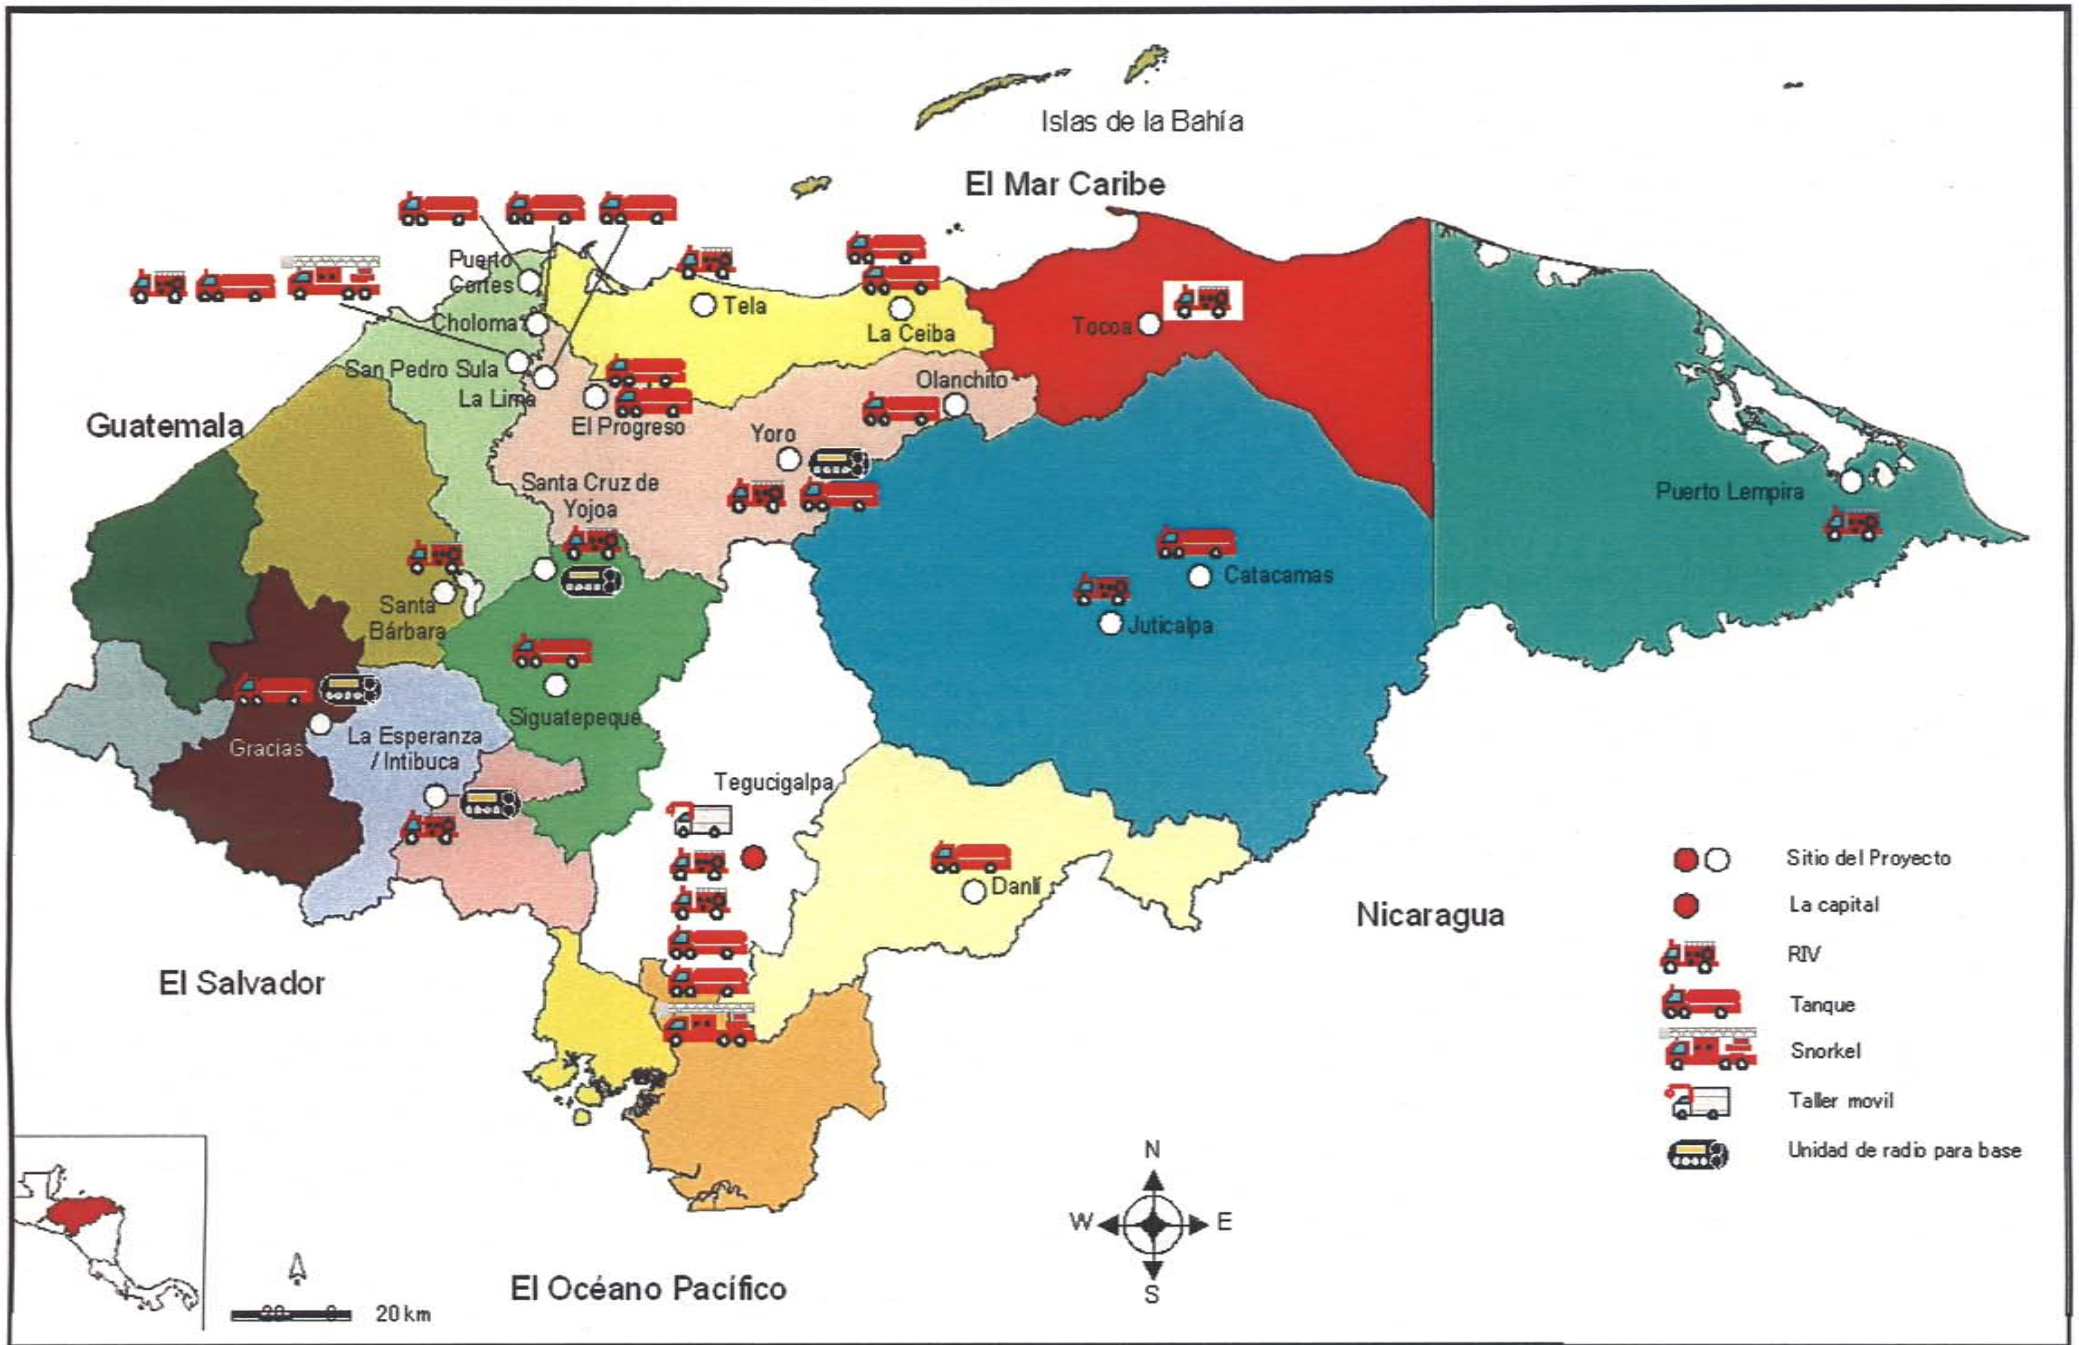 Islas de la Bahía
El Mar Caribe
Puerto
Cortes
Choloma
San Pedro Sula
La Lima
Tela
La Ceiba
Tocoa
Guatemala
El Progreso
Olanchito
Yoro
Santa Cruz de
Yojoa
Puerto Lempira
Catacamas
Juticalpa
Santa
Bárbara
Siguatepeque
Gracias
La Esperanza
/ Intibuca
Tegucigalpa
Danlí
Nicaragua
El Salvador
Sitio del Proyecto
La capital
RIV
Tanque
Snorkel
Taller movil
Unidad de radio para base
N
W E
S
El Océano Pacífico
20 0 20 km